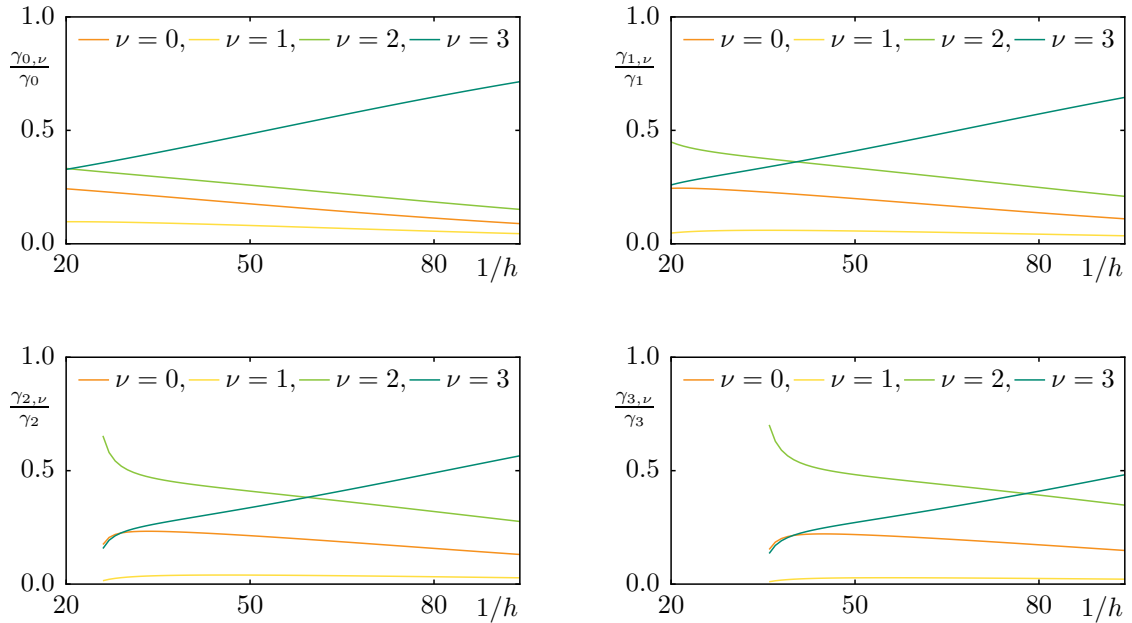 1.0
ν = 0, ν = 1, ν = 2, ν = 3
γ0,ν
γ0
0.5
0.0
20 50 80 1/h
1.0
ν = 0, ν = 1, ν = 2, ν = 3
γ1,ν
γ1
0.5
0.0
20 50 80 1/h
1.0
ν = 0, ν = 1, ν = 2, ν = 3
γ2,ν
γ2
0.5
0.0
20 50 80 1/h
1.0
ν = 0, ν = 1, ν = 2, ν = 3
γ3,ν
γ3
0.5
0.0
20 50 80 1/h